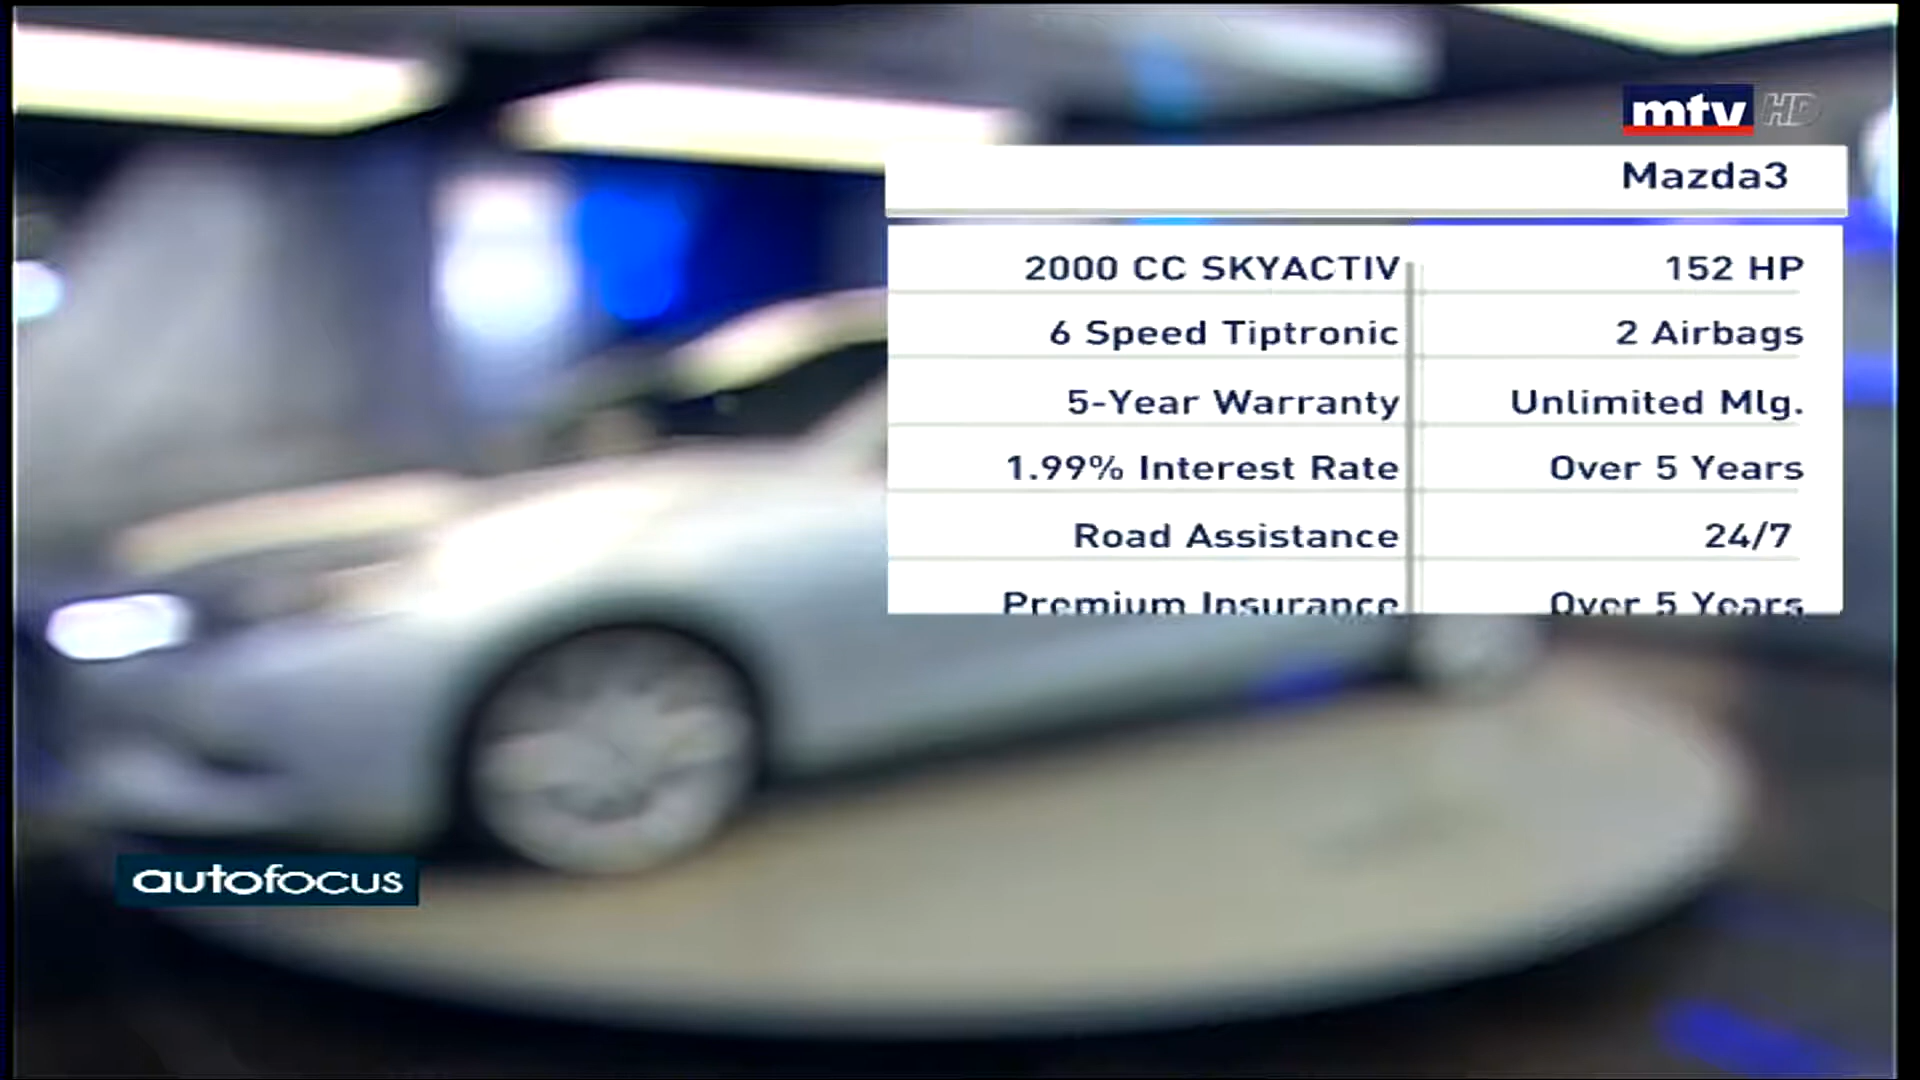 mtv HD
Mazda3
2000 CC SKYACTIV 152 HP
6 Speed Tiptronic 2 Airbags
5-Year Warranty Unlimited Mlg.
1.99% Interest Rate Over 5 Years
Road Assistance 24/7
Premium Insurance Over 5 Years
autofocus